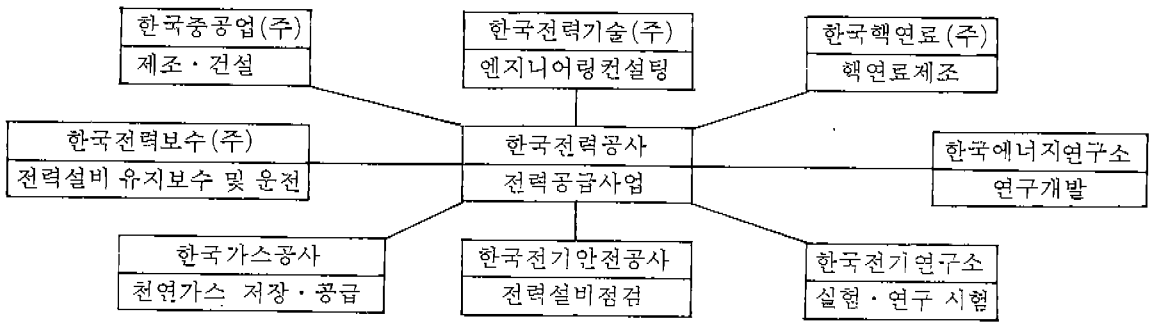 한국중공업(주)
제조·건설
한국전력기술(주)
엔지니어링컨설팅
한국핵연료(주)
핵연료제조
한국전력보수(주)
전력설비 유지보수 및 운전
한국전력공사
전력공급사업
한국에너지연구소
연구개발
한국가스공사
천연가스 저장·공급
한국전기안전공사
전력설비점검
한국전기연구소
실험·연구 시험